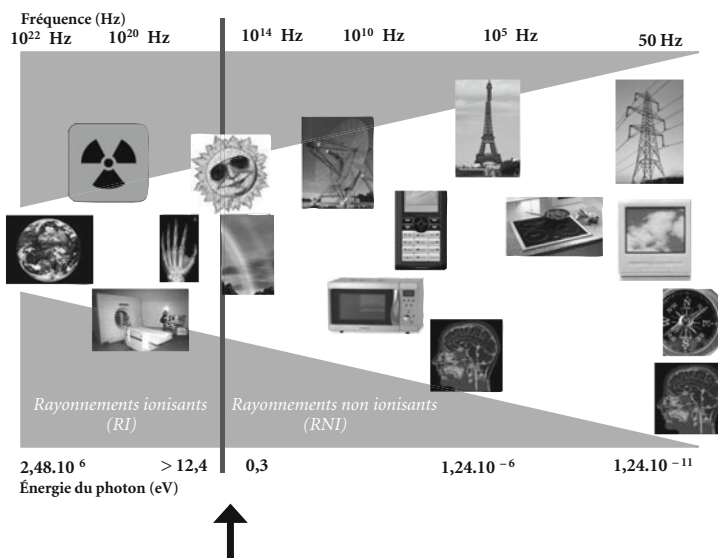 Fréquence (Hz)
10²² Hz 10²⁰ Hz 10¹⁴ Hz 10¹⁰ Hz 10⁵ Hz 50 Hz
Rayonnements ionisants
(RI)
Rayonnements non ionisants
(RNI)
2,48.10 ⁶ > 12,4 0,3 1,24.10 ⁻⁶ 1,24.10 ⁻¹¹
Énergie du photon (eV)